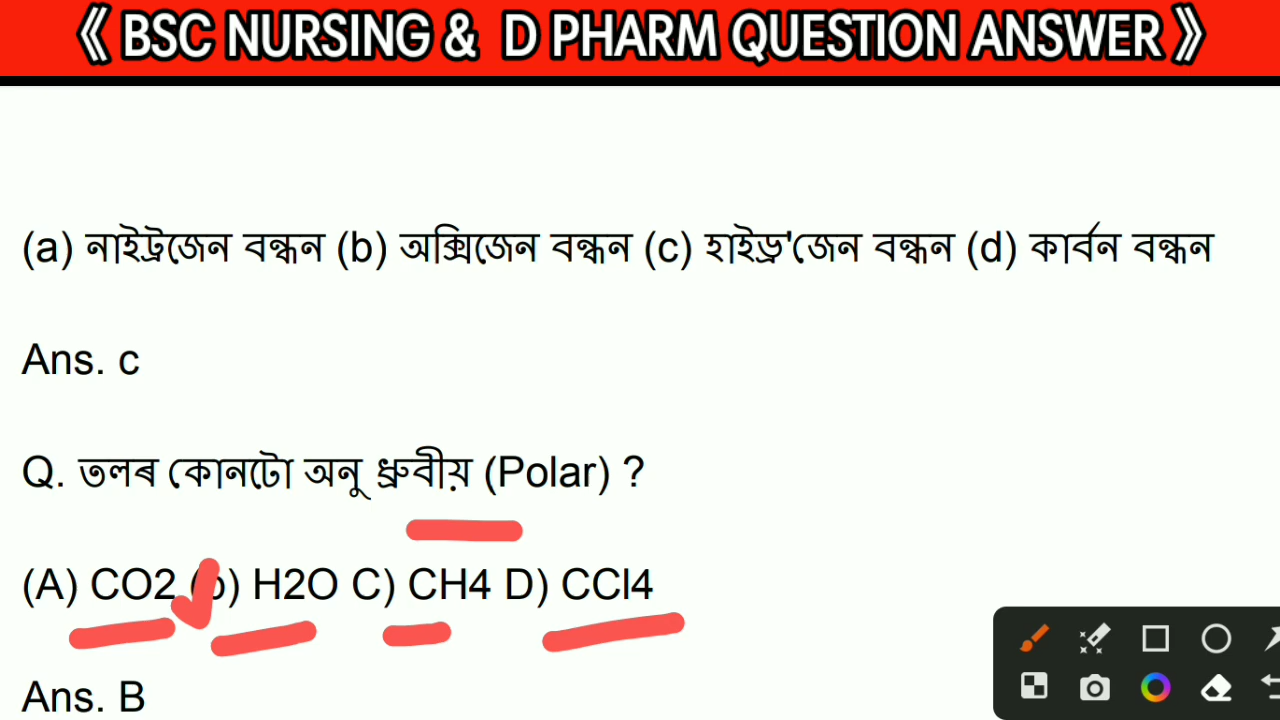 《 BSC NURSING & D PHARM QUESTION ANSWER 》
(a) নাইট্রজেন বন্ধন (b) অক্সিজেন বন্ধন (c) হাইড্ৰ'জেন বন্ধন (d) কাৰ্বন বন্ধন
Ans. c
Q. তলৰ কোনটো অনু ধ্ৰুবীয় (Polar) ?
(A) CO2 (b) H2O C) CH4 D) CCl4
Ans. B